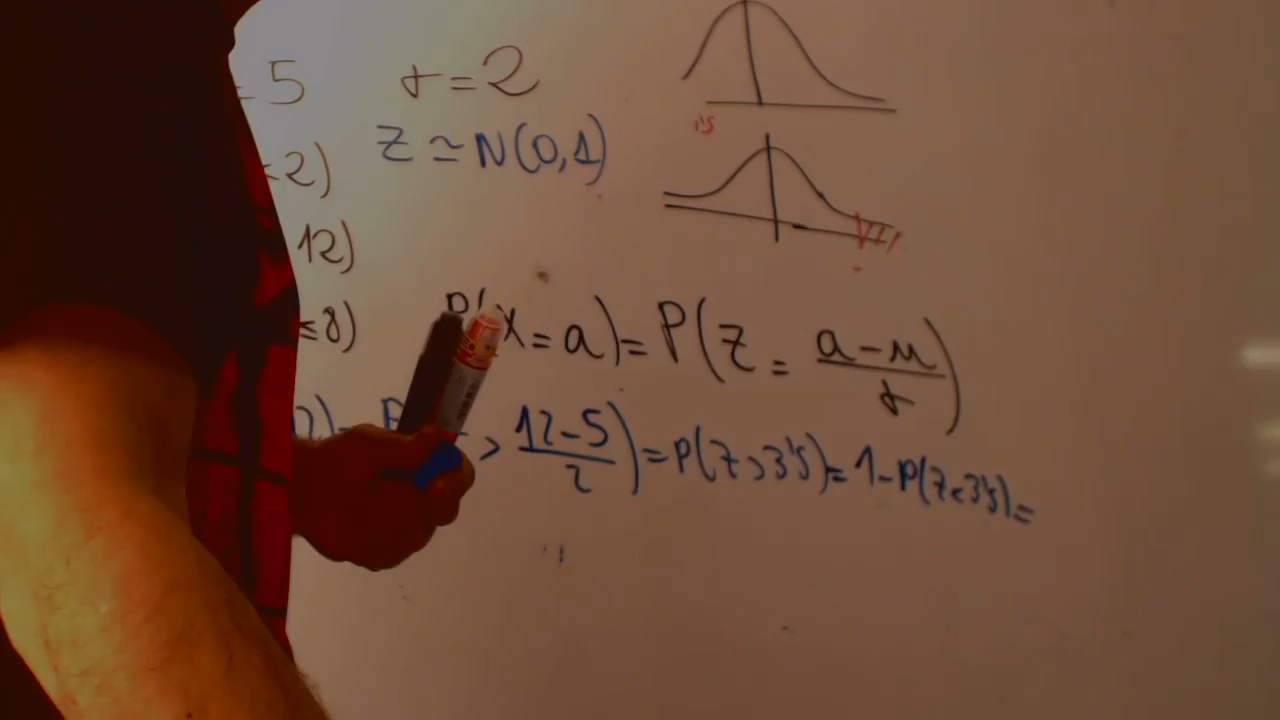 = 5 σ = 2
<2) Z ≃ N(0,1)
12)
≤8)
P(X = a) = P(Z = a-μ/σ)
> 12-5/2) = P(Z > 3'5) = 1 - P(Z < 3'5) =